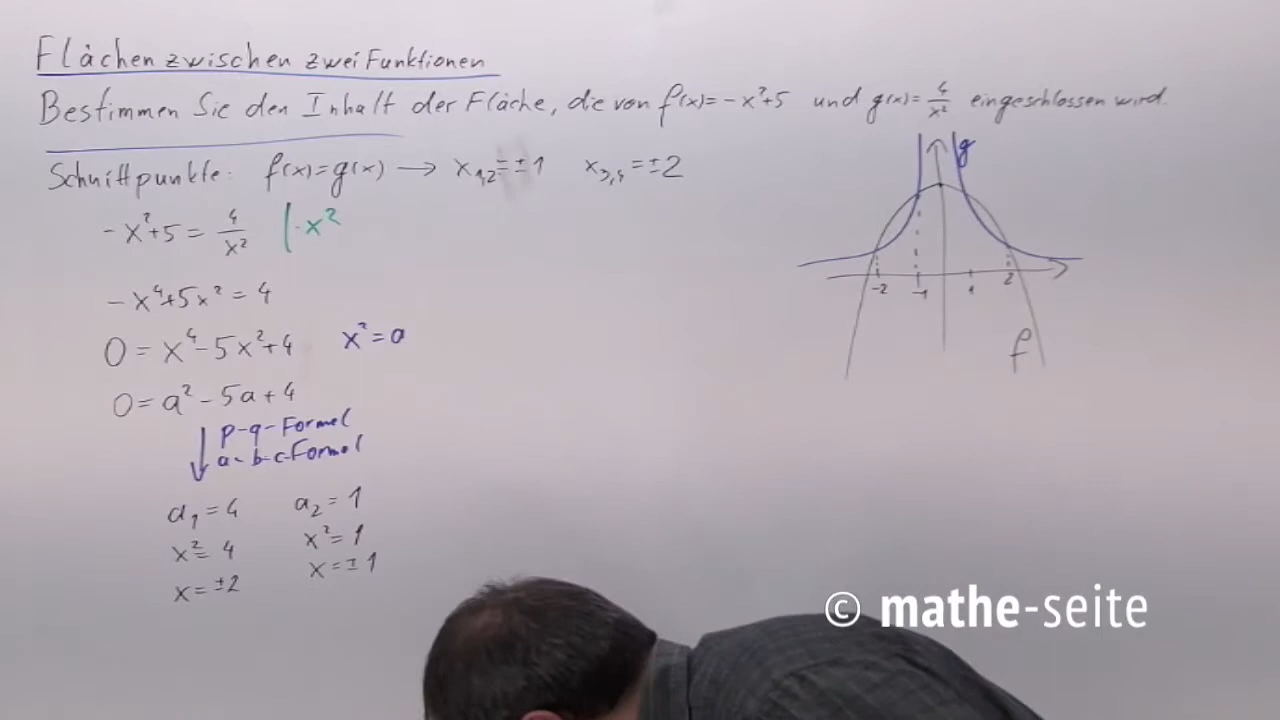 Flächen zwischen zwei Funktionen
Bestimmen Sie den Inhalt der Fläche, die von f(x)=-x²+5 und g(x)=4/x² eingeschlossen wird.
Schnittpunkte: f(x)=g(x) → x₁,₂=±1 x₃,₄=±2
-x²+5=4/x² |·x²
-x⁴+5x²=4
0=x⁴-5x²+4 x²=a
0=a²-5a+4
↓ p-q-Formel
a-b-c-Formel
a₁=4 a₂=1
x²=4 x²=1
x=±2 x=±1
g
-2 -1 1 2
f
© mathe-seite